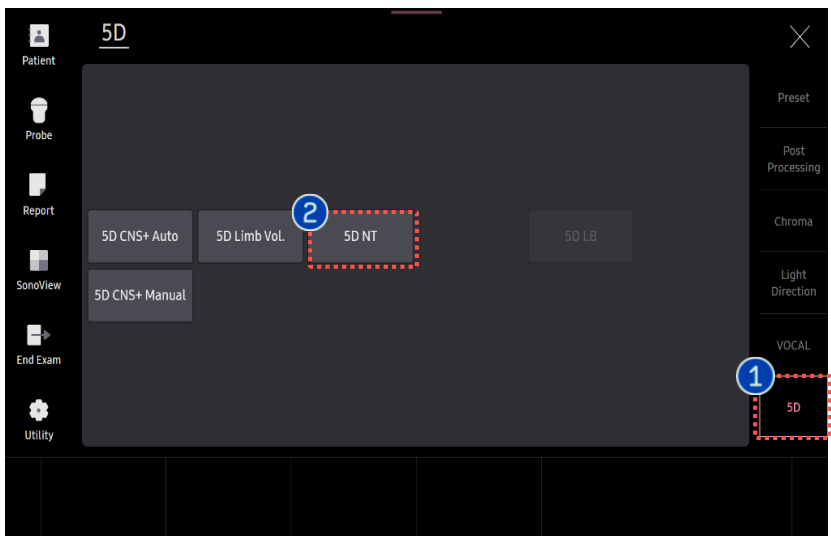 5D
Patient
Probe
Report
SonoView
End Exam
Utility
2
5D CNS+ Auto
5D Limb Vol.
5D NT
5D LB
5D CNS+ Manual
Preset
Post
Processing
Chroma
Light
Direction
VOCAL
1
5D